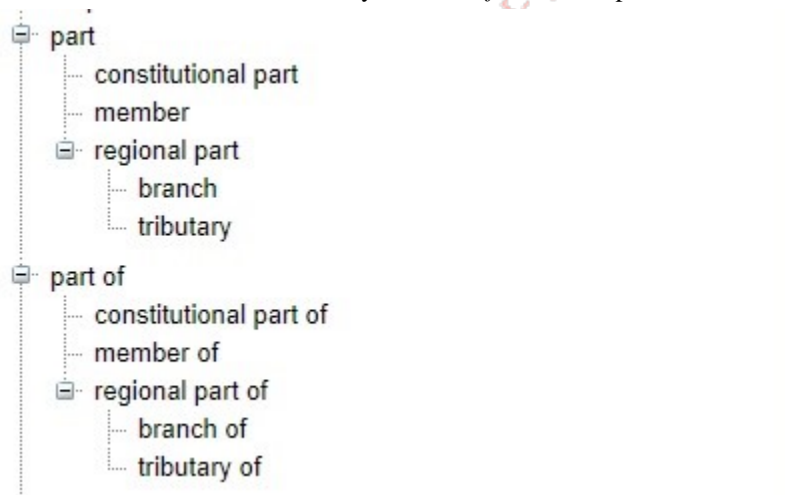 part
constitutional part
member
regional part
branch
tributary
part of
constitutional part of
member of
regional part of
branch of
tributary of